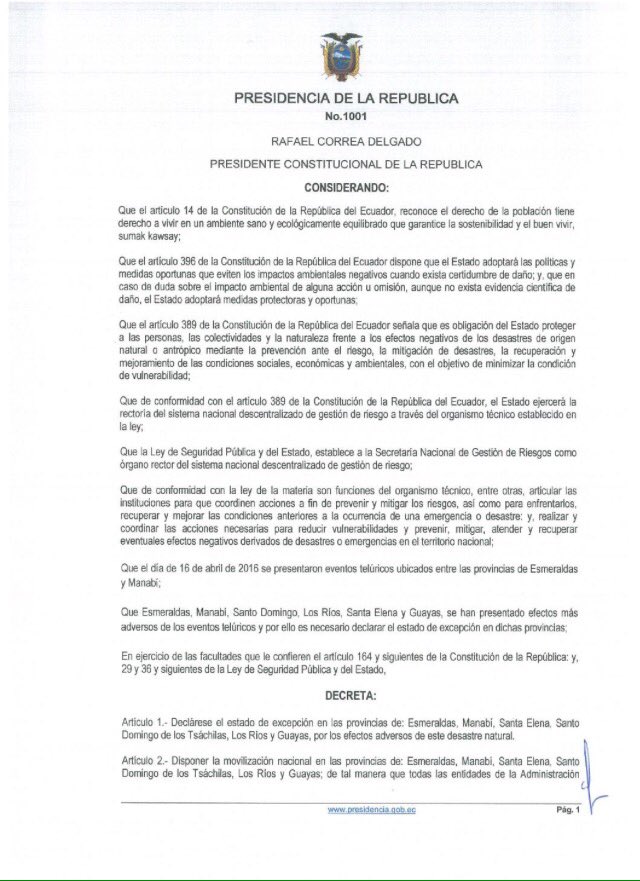 PRESIDENCIA DE LA REPUBLICA
No.1001
RAFAEL CORREA DELGADO
PRESIDENTE CONSTITUCIONAL DE LA REPUBLICA
CONSIDERANDO:
Que el artículo 14 de la Constitución de la República del Ecuador, reconoce el derecho de la población tiene
derecho a vivir en un ambiente sano y ecológicamente equilibrado que garantice la sostenibilidad y el buen vivir,
sumak kawsay;
Que el artículo 396 de la Constitución de la República del Ecuador dispone que el Estado adoptará las políticas y
medidas oportunas que eviten los impactos ambientales negativos cuando exista certidumbre de daño; y, que en
caso de duda sobre el impacto ambiental de alguna acción u omisión, aunque no exista evidencia científica de
daño, el Estado adoptará medidas protectoras y oportunas;
Que el artículo 389 de la Constitución de la República del Ecuador señala que es obligación del Estado proteger
a las personas, las colectividades y la naturaleza frente a los efectos negativos de los desastres de origen
natural o antrópico mediante la prevención ante el riesgo, la mitigación de desastres, la recuperación y
mejoramiento de las condiciones sociales, económicas y ambientales, con el objetivo de minimizar la condición
de vulnerabilidad;
Que de conformidad con el artículo 389 de la Constitución de la República del Ecuador, el Estado ejercerá la
rectoría del sistema nacional descentralizado de gestión de riesgo a través del organismo técnico establecido en
la ley;
Que la Ley de Seguridad Pública y del Estado, establece a la Secretaría Nacional de Gestión de Riesgos como
órgano rector del sistema nacional descentralizado de gestión de riesgo;
Que de conformidad con la ley de la materia son funciones del organismo técnico, entre otras, articular las
instituciones para que coordinen acciones a fin de prevenir y mitigar los riesgos, así como para enfrentarlos,
recuperar y mejorar las condiciones anteriores a la ocurrencia de una emergencia o desastre: y, realizar y
coordinar las acciones necesarias para reducir vulnerabilidades y prevenir, mitigar, atender y recuperar
eventuales efectos negativos derivados de desastres o emergencias en el territorio nacional;
Que el día de 16 de abril de 2016 se presentaron eventos telúricos ubicados entre las provincias de Esmeraldas
y Manabí;
Que Esmeraldas, Manabí, Santo Domingo, Los Ríos, Santa Elena y Guayas, se han presentado efectos más
adversos de los eventos telúricos y por ello es necesario declarar el estado de excepción en dichas provincias;
En ejercicio de las facultades que le confieren el artículo 164 y siguientes de la Constitución de la República: y,
29 y 36 y siguientes de la Ley de Seguridad Pública y del Estado,
DECRETA:
Artículo 1.- Declárese el estado de excepción en las provincias de: Esmeraldas, Manabí, Santa Elena, Santo
Domingo de los Tsáchilas, Los Ríos y Guayas, por los efectos adversos de este desastre natural.
Artículo 2.- Disponer la movilización nacional en las provincias de: Esmeraldas, Manabí, Santa Elena, Santo
Domingo de los Tsáchilas, Los Ríos y Guayas; de tal manera que todas las entidades de la Administración
www.presidencia.gob.ec
Pág. 1